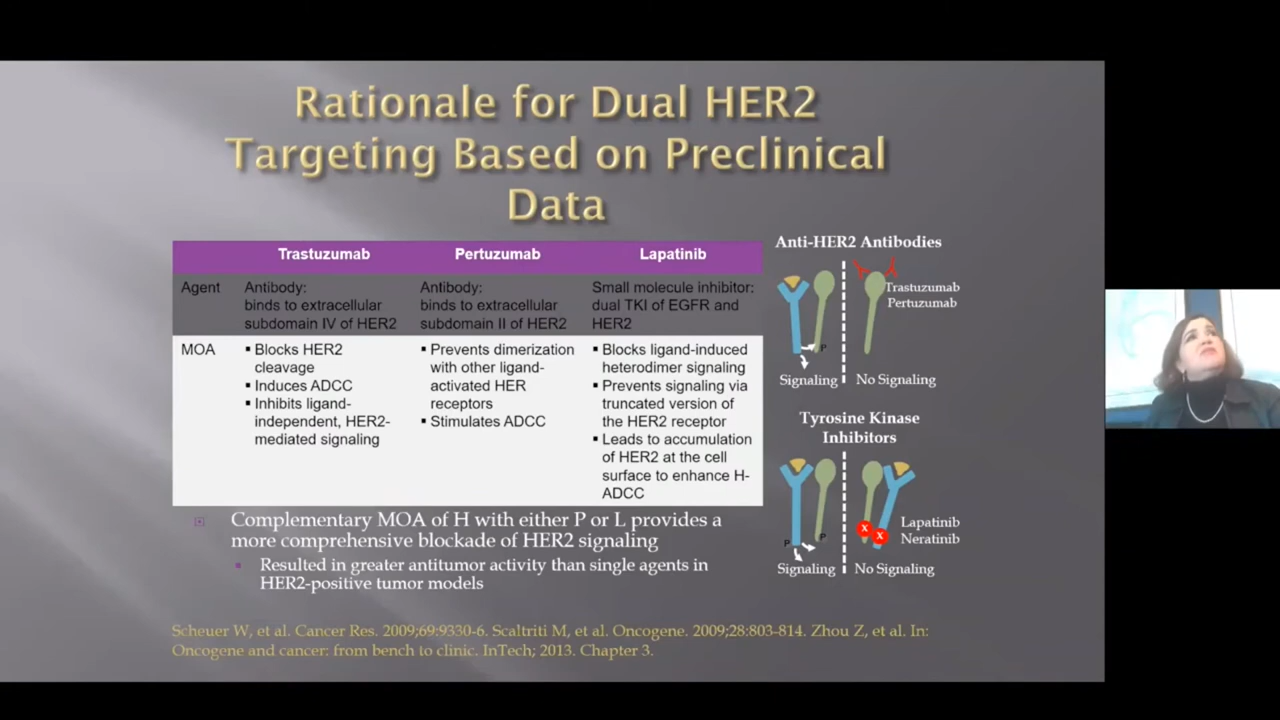 Rationale for Dual HER2
Targeting Based on Preclinical
Data
Trastuzumab
Pertuzumab
Lapatinib
Agent
Antibody:
binds to extracellular
subdomain IV of HER2
Antibody:
binds to extracellular
subdomain II of HER2
Small molecule inhibitor:
dual TKI of EGFR and
HER2
MOA
▪ Blocks HER2
cleavage
▪ Induces ADCC
▪ Inhibits ligand-
independent, HER2-
mediated signaling
▪ Prevents dimerization
with other ligand-
activated HER
receptors
▪ Stimulates ADCC
▪ Blocks ligand-induced
heterodimer signaling
▪ Prevents signaling via
truncated version of
the HER2 receptor
▪ Leads to accumulation
of HER2 at the cell
surface to enhance H-
ADCC
Anti-HER2 Antibodies
Trastuzumab
Pertuzumab
P
Signaling
No Signaling
Tyrosine Kinase
Inhibitors
X
X
Lapatinib
Neratinib
P
P
Signaling
No Signaling
Complementary MOA of H with either P or L provides a
more comprehensive blockade of HER2 signaling
Resulted in greater antitumor activity than single agents in
HER2-positive tumor models
Scheuer W, et al. Cancer Res. 2009;69:9330-6. Scaltriti M, et al. Oncogene. 2009;28:803-814. Zhou Z, et al. In:
Oncogene and cancer: from bench to clinic. InTech; 2013. Chapter 3.